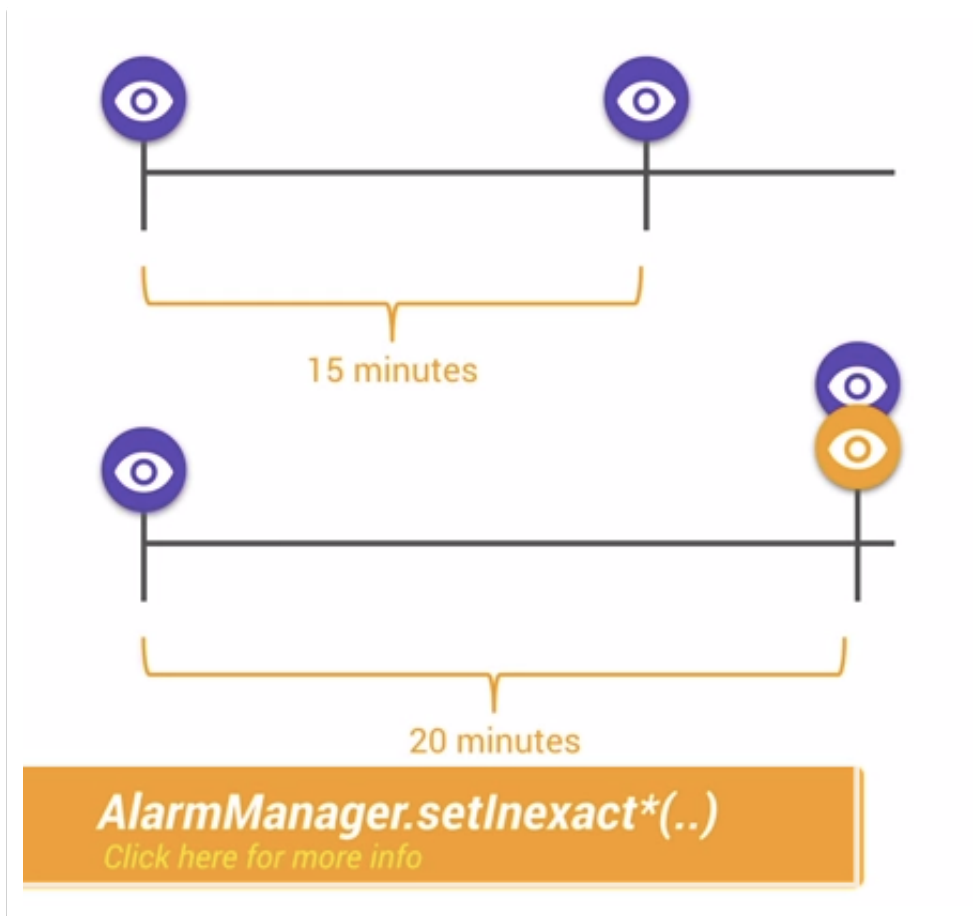 15 minutes
20 minutes
AlarmManager.setInexact*(..)
Click here for more info